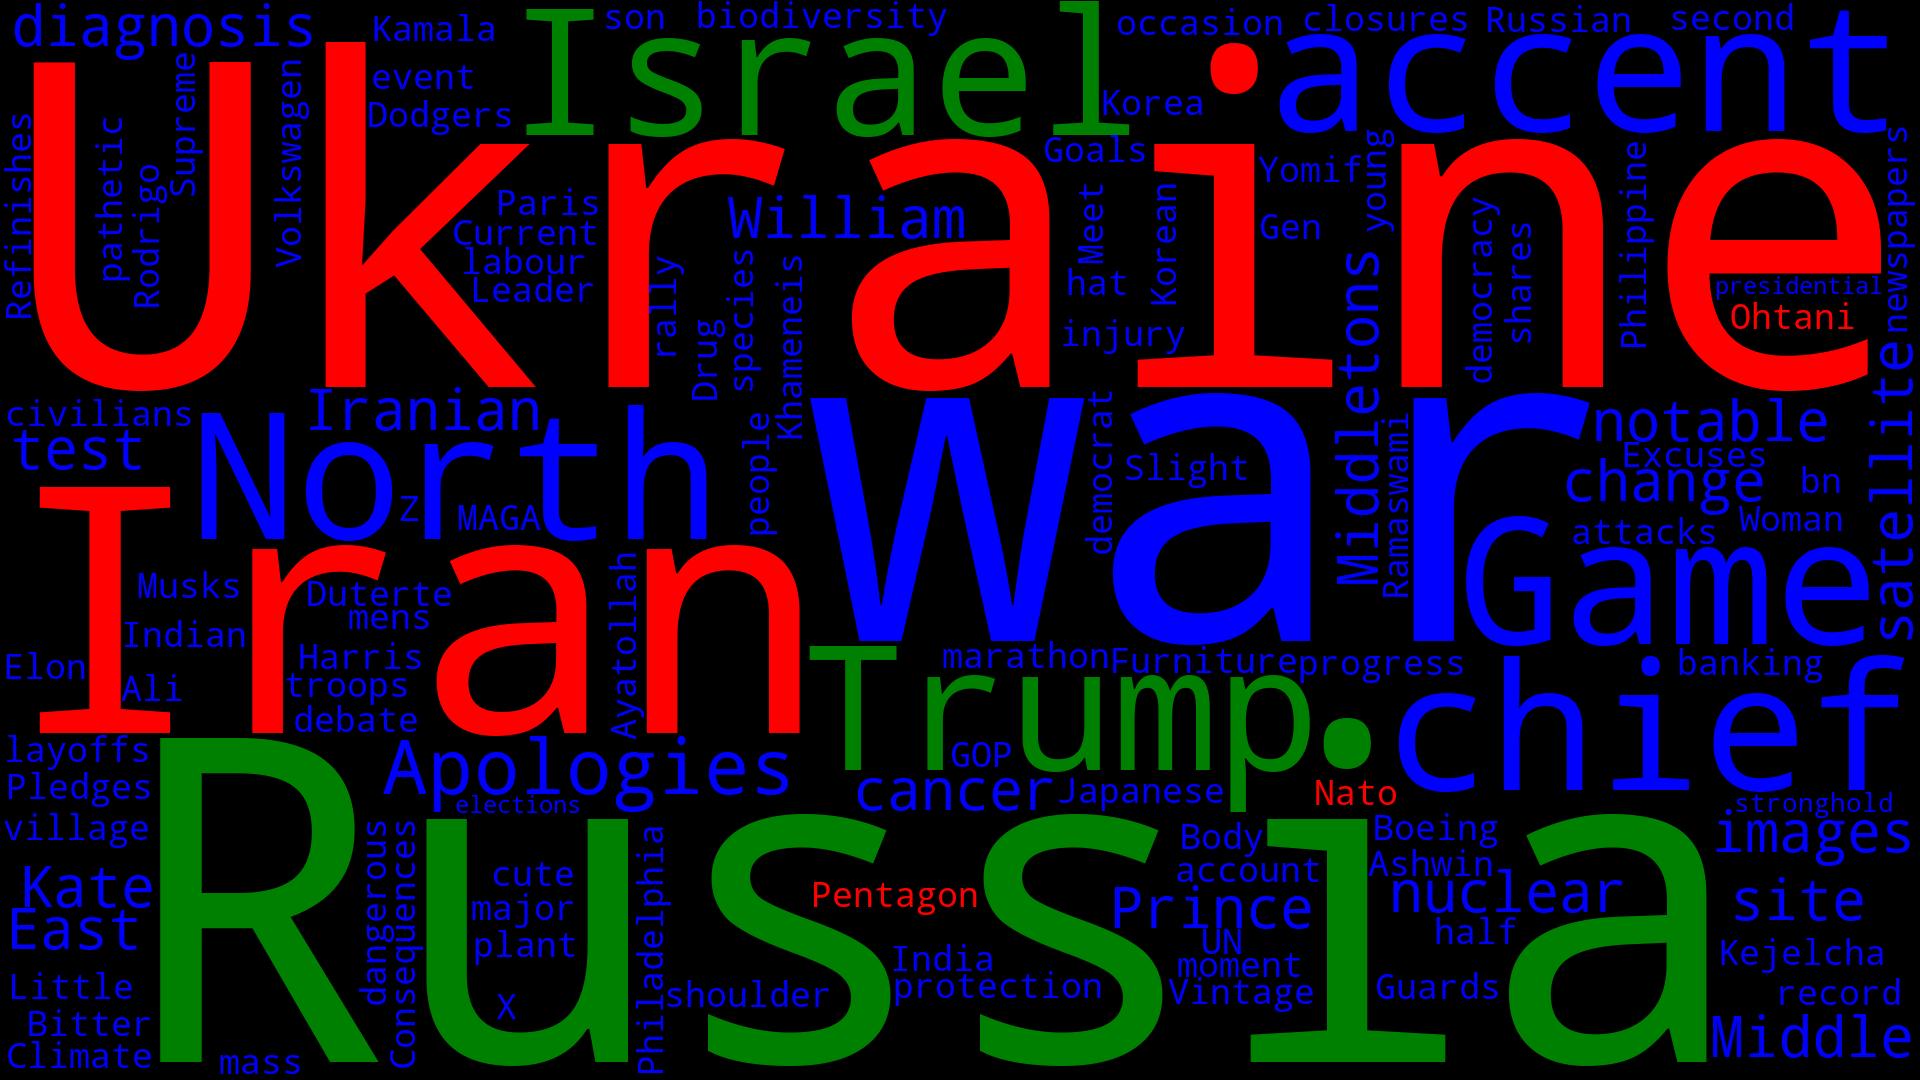 diagnosis
Kamala
Israel
son
biodiversity
occasion
closures
Russian
second
accent
event
Dodgers
Korea
Ukraine
Supreme
Volkswagen
Refinishes
pathetic
Rodrigo
Goals
Yomif
young
Philippine
newspapers
Paris
Current
labour
Leader
William
Meet
Korean
Gen
hat
injury
rally
Drug
species
Khameneis
Middletons
democracy
shares
presidential
Ohtani
satellite
civilians
test
North
Iranian
Z
MAGA
people
war
democrat
Slight
Ramaswami
notable
Excuses
change
bn
attacks
Woman
Game
Iran
Musks
Indian
Elon
Ali
Duterte
mens
Harris
troops
debate
Ayatollah
Trump
marathon
Furniture
progress
banking
GOP
chief
layoffs
Pledges
village
Apologies
elections
cancer
Japanese
Nato
stronghold
images
Russia
Kate
East
Little
Bitter
Climate
mass
dangerous
Consequences
cute
major
plant
X
Philadelphia
shoulder
Pentagon
India
protection
Body
account
Prince
UN
moment
Vintage
Boeing
Ashwin
nuclear
half
Guards
site
Kejelcha
record
Middle